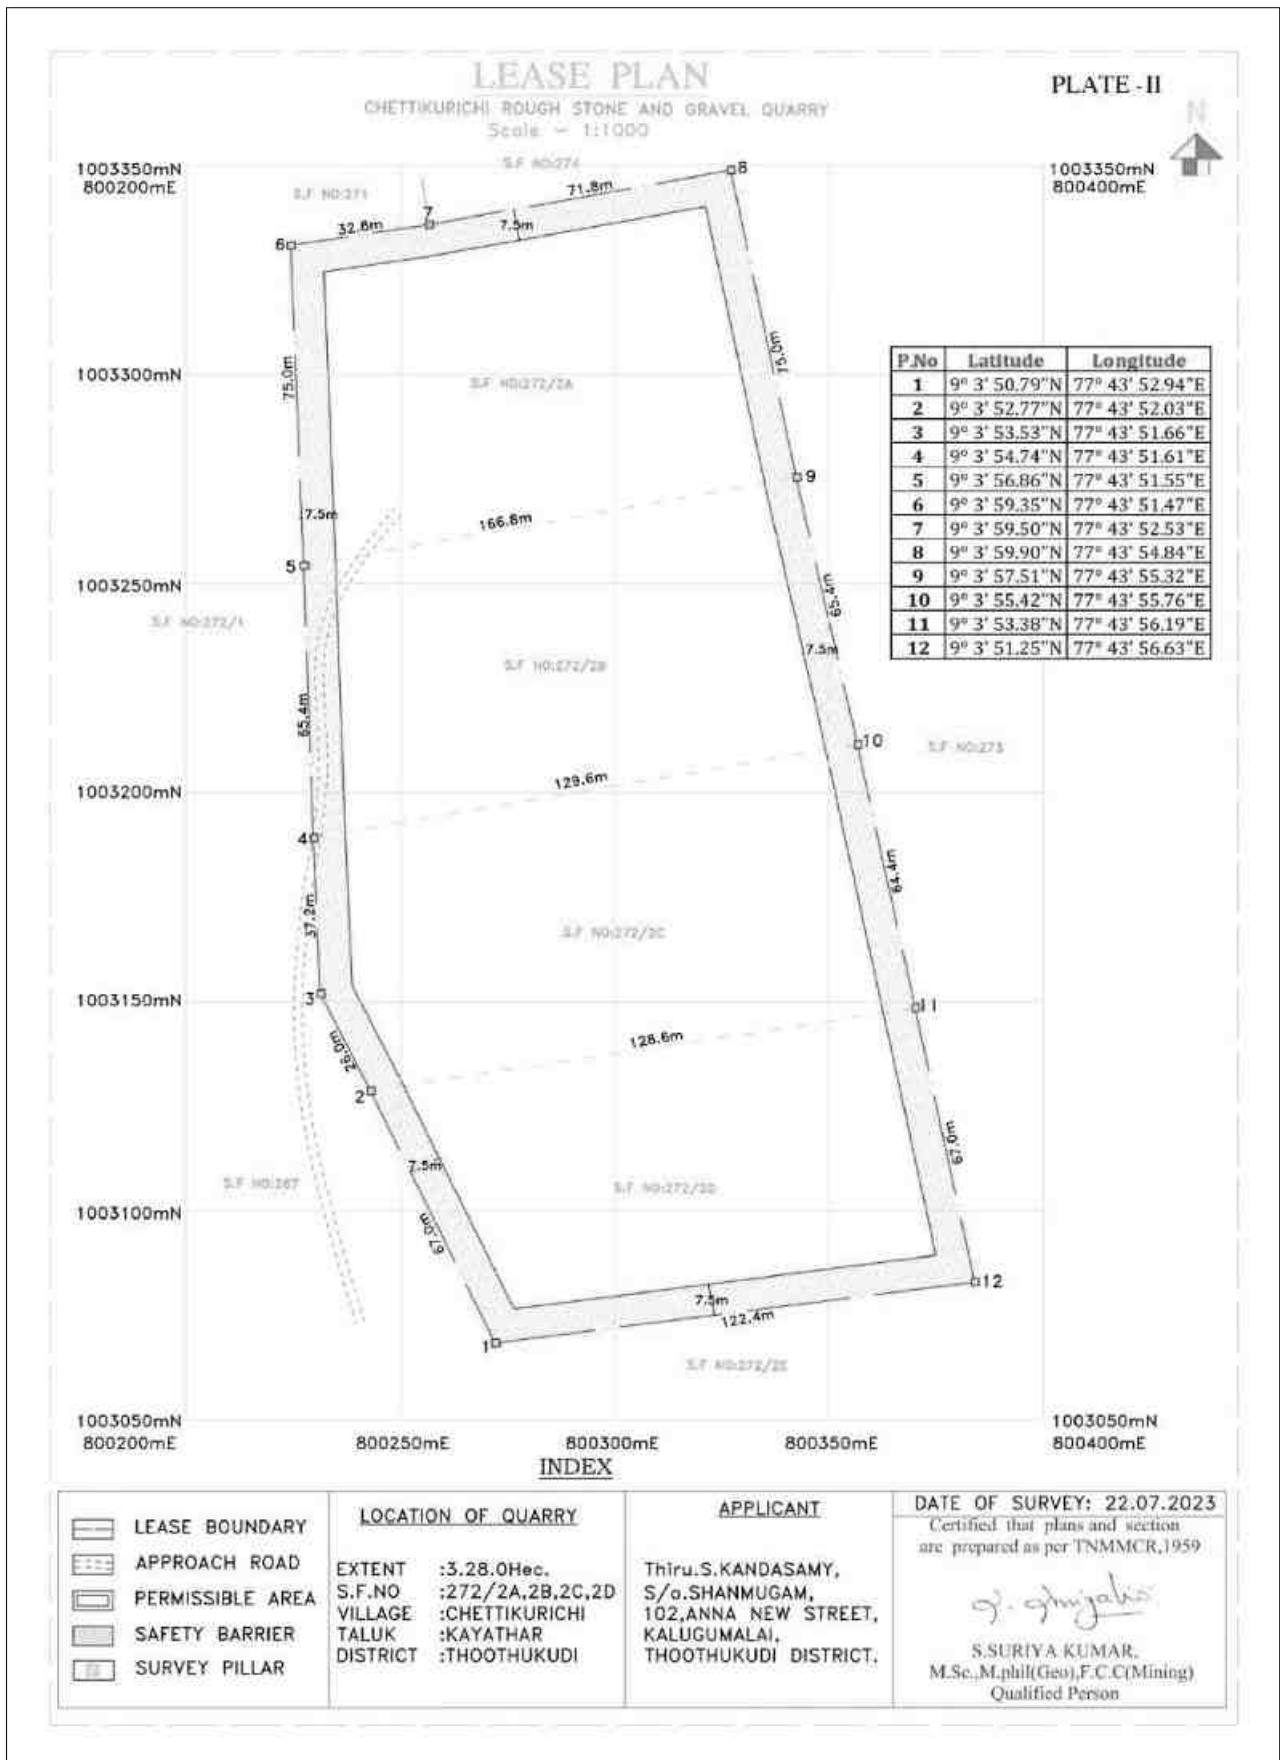 LEASE PLAN
PLATE - II
CHETTIKURICHI ROUGH STONE AND GRAVEL QUARRY
Scale - 1:1000
N
1003350mN
800200mE
1003350mN
800400mE
S.F NO:274
S.F NO:271
8
71.8m
7
32.8m
7.5m
6
75.0m
75.0m
1003300mN
S.F NO:272/2A
P.No Latitude Longitude
1 9° 3' 50.79"N 77° 43' 52.94"E
2 9° 3' 52.77"N 77° 43' 52.03"E
3 9° 3' 53.53"N 77° 43' 51.66"E
4 9° 3' 54.74"N 77° 43' 51.61"E
5 9° 3' 56.86"N 77° 43' 51.55"E
6 9° 3' 59.35"N 77° 43' 51.47"E
7 9° 3' 59.50"N 77° 43' 52.53"E
8 9° 3' 59.90"N 77° 43' 54.84"E
9 9° 3' 57.51"N 77° 43' 55.32"E
10 9° 3' 55.42"N 77° 43' 55.76"E
11 9° 3' 53.38"N 77° 43' 56.19"E
12 9° 3' 51.25"N 77° 43' 56.63"E
9
7.5m
166.8m
5
1003250mN
65.4m
S.F NO:272/1
7.5m
S.F NO:272/2B
65.4m
10
S.F NO:273
129.6m
1003200mN
4
64.4m
37.2m
S.F NO:272/2C
1003150mN
3
11
128.6m
26.0m
2
67.0m
7.5m
S.F NO:267
S.F NO:272/2D
1003100mN
67.0m
12
7.5m
122.4m
1
S.F NO:272/2E
1003050mN
800200mE
800250mE
800300mE
800350mE
1003050mN
800400mE
INDEX
LEASE BOUNDARY
APPROACH ROAD
PERMISSIBLE AREA
SAFETY BARRIER
SURVEY PILLAR
LOCATION OF QUARRY
EXTENT :3.28.0Hec.
S.F.NO :272/2A,2B,2C,2D
VILLAGE :CHETTIKURICHI
TALUK :KAYATHAR
DISTRICT :THOOTHUKUDI
APPLICANT
Thiru.S.KANDASAMY,
S/o.SHANMUGAM,
102,ANNA NEW STREET,
KALUGUMALAI,
THOOTHUKUDI DISTRICT.
DATE OF SURVEY: 22.07.2023
Certified that plans and section
are prepared as per TNMMCR,1959
S.SURIYA KUMAR,
M.Sc.,M.phil(Geo),F.C.C(Mining)
Qualified Person